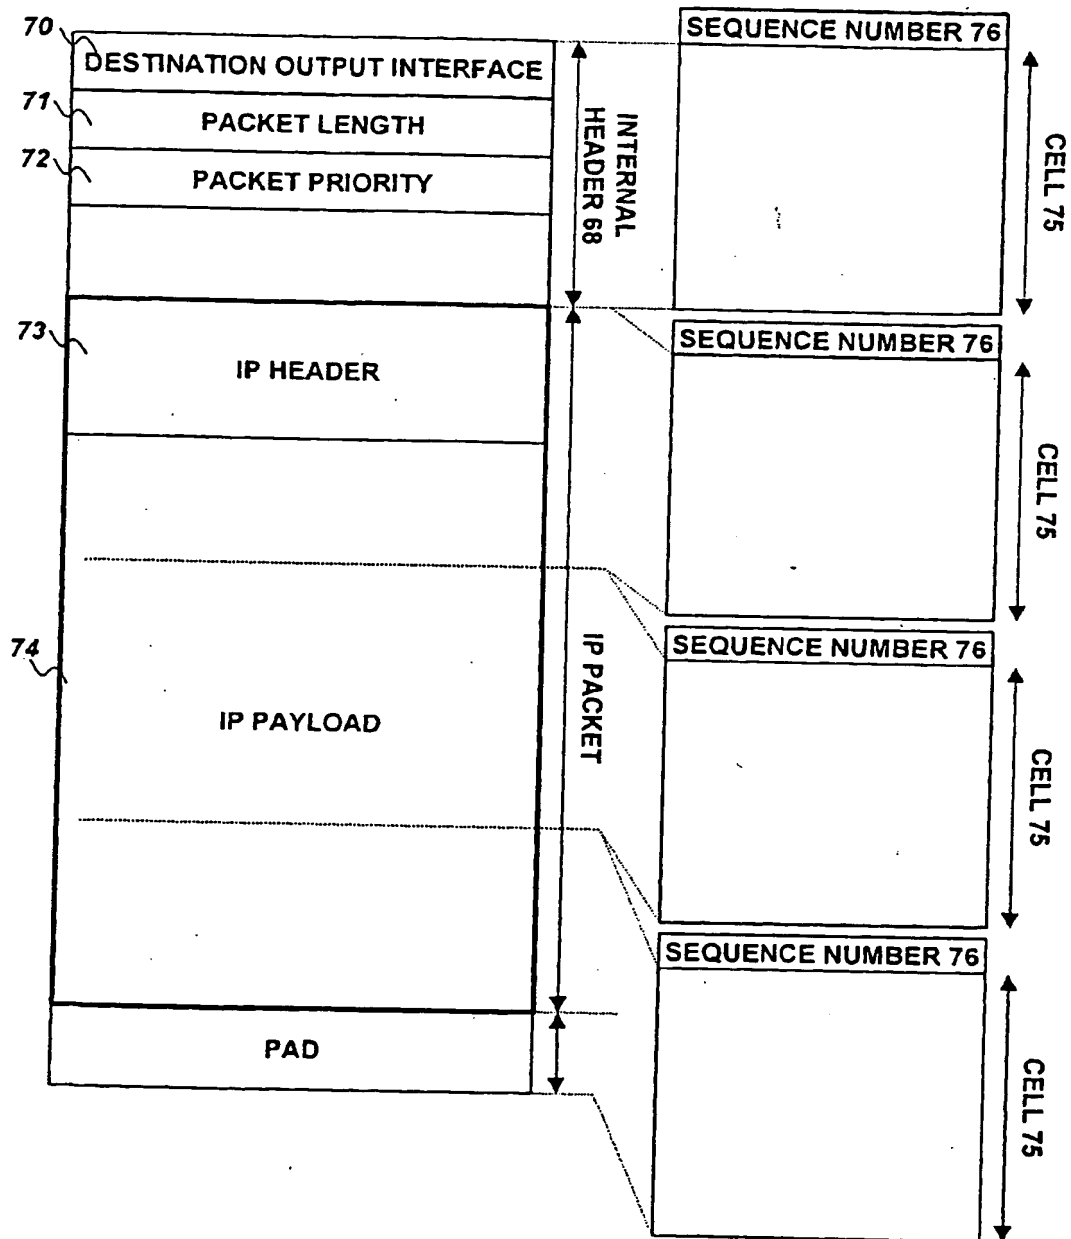 70
DESTINATION OUTPUT INTERFACE
71
PACKET LENGTH
72
PACKET PRIORITY
INTERNAL
HEADER 68
73
IP HEADER
74
IP PAYLOAD
IP PACKET
PAD
SEQUENCE NUMBER 76
CELL 75
SEQUENCE NUMBER 76
CELL 75
SEQUENCE NUMBER 76
CELL 75
SEQUENCE NUMBER 76
CELL 75